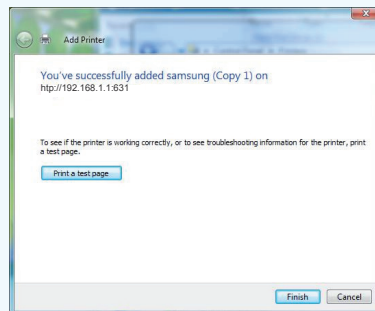 Add Printer
You've successfully added samsung (Copy 1) on
htp://192.168.1.1:631
To see if the printer is working correctly, or to see troubleshooting information for the printer, print
a test page.
Print a test page
Finish
Cancel